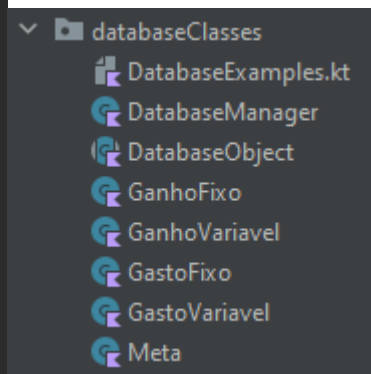 databaseClasses
DatabaseExamples.kt
DatabaseManager
DatabaseObject
GanhoFixo
GanhoVariavel
GastoFixo
GastoVariavel
Meta